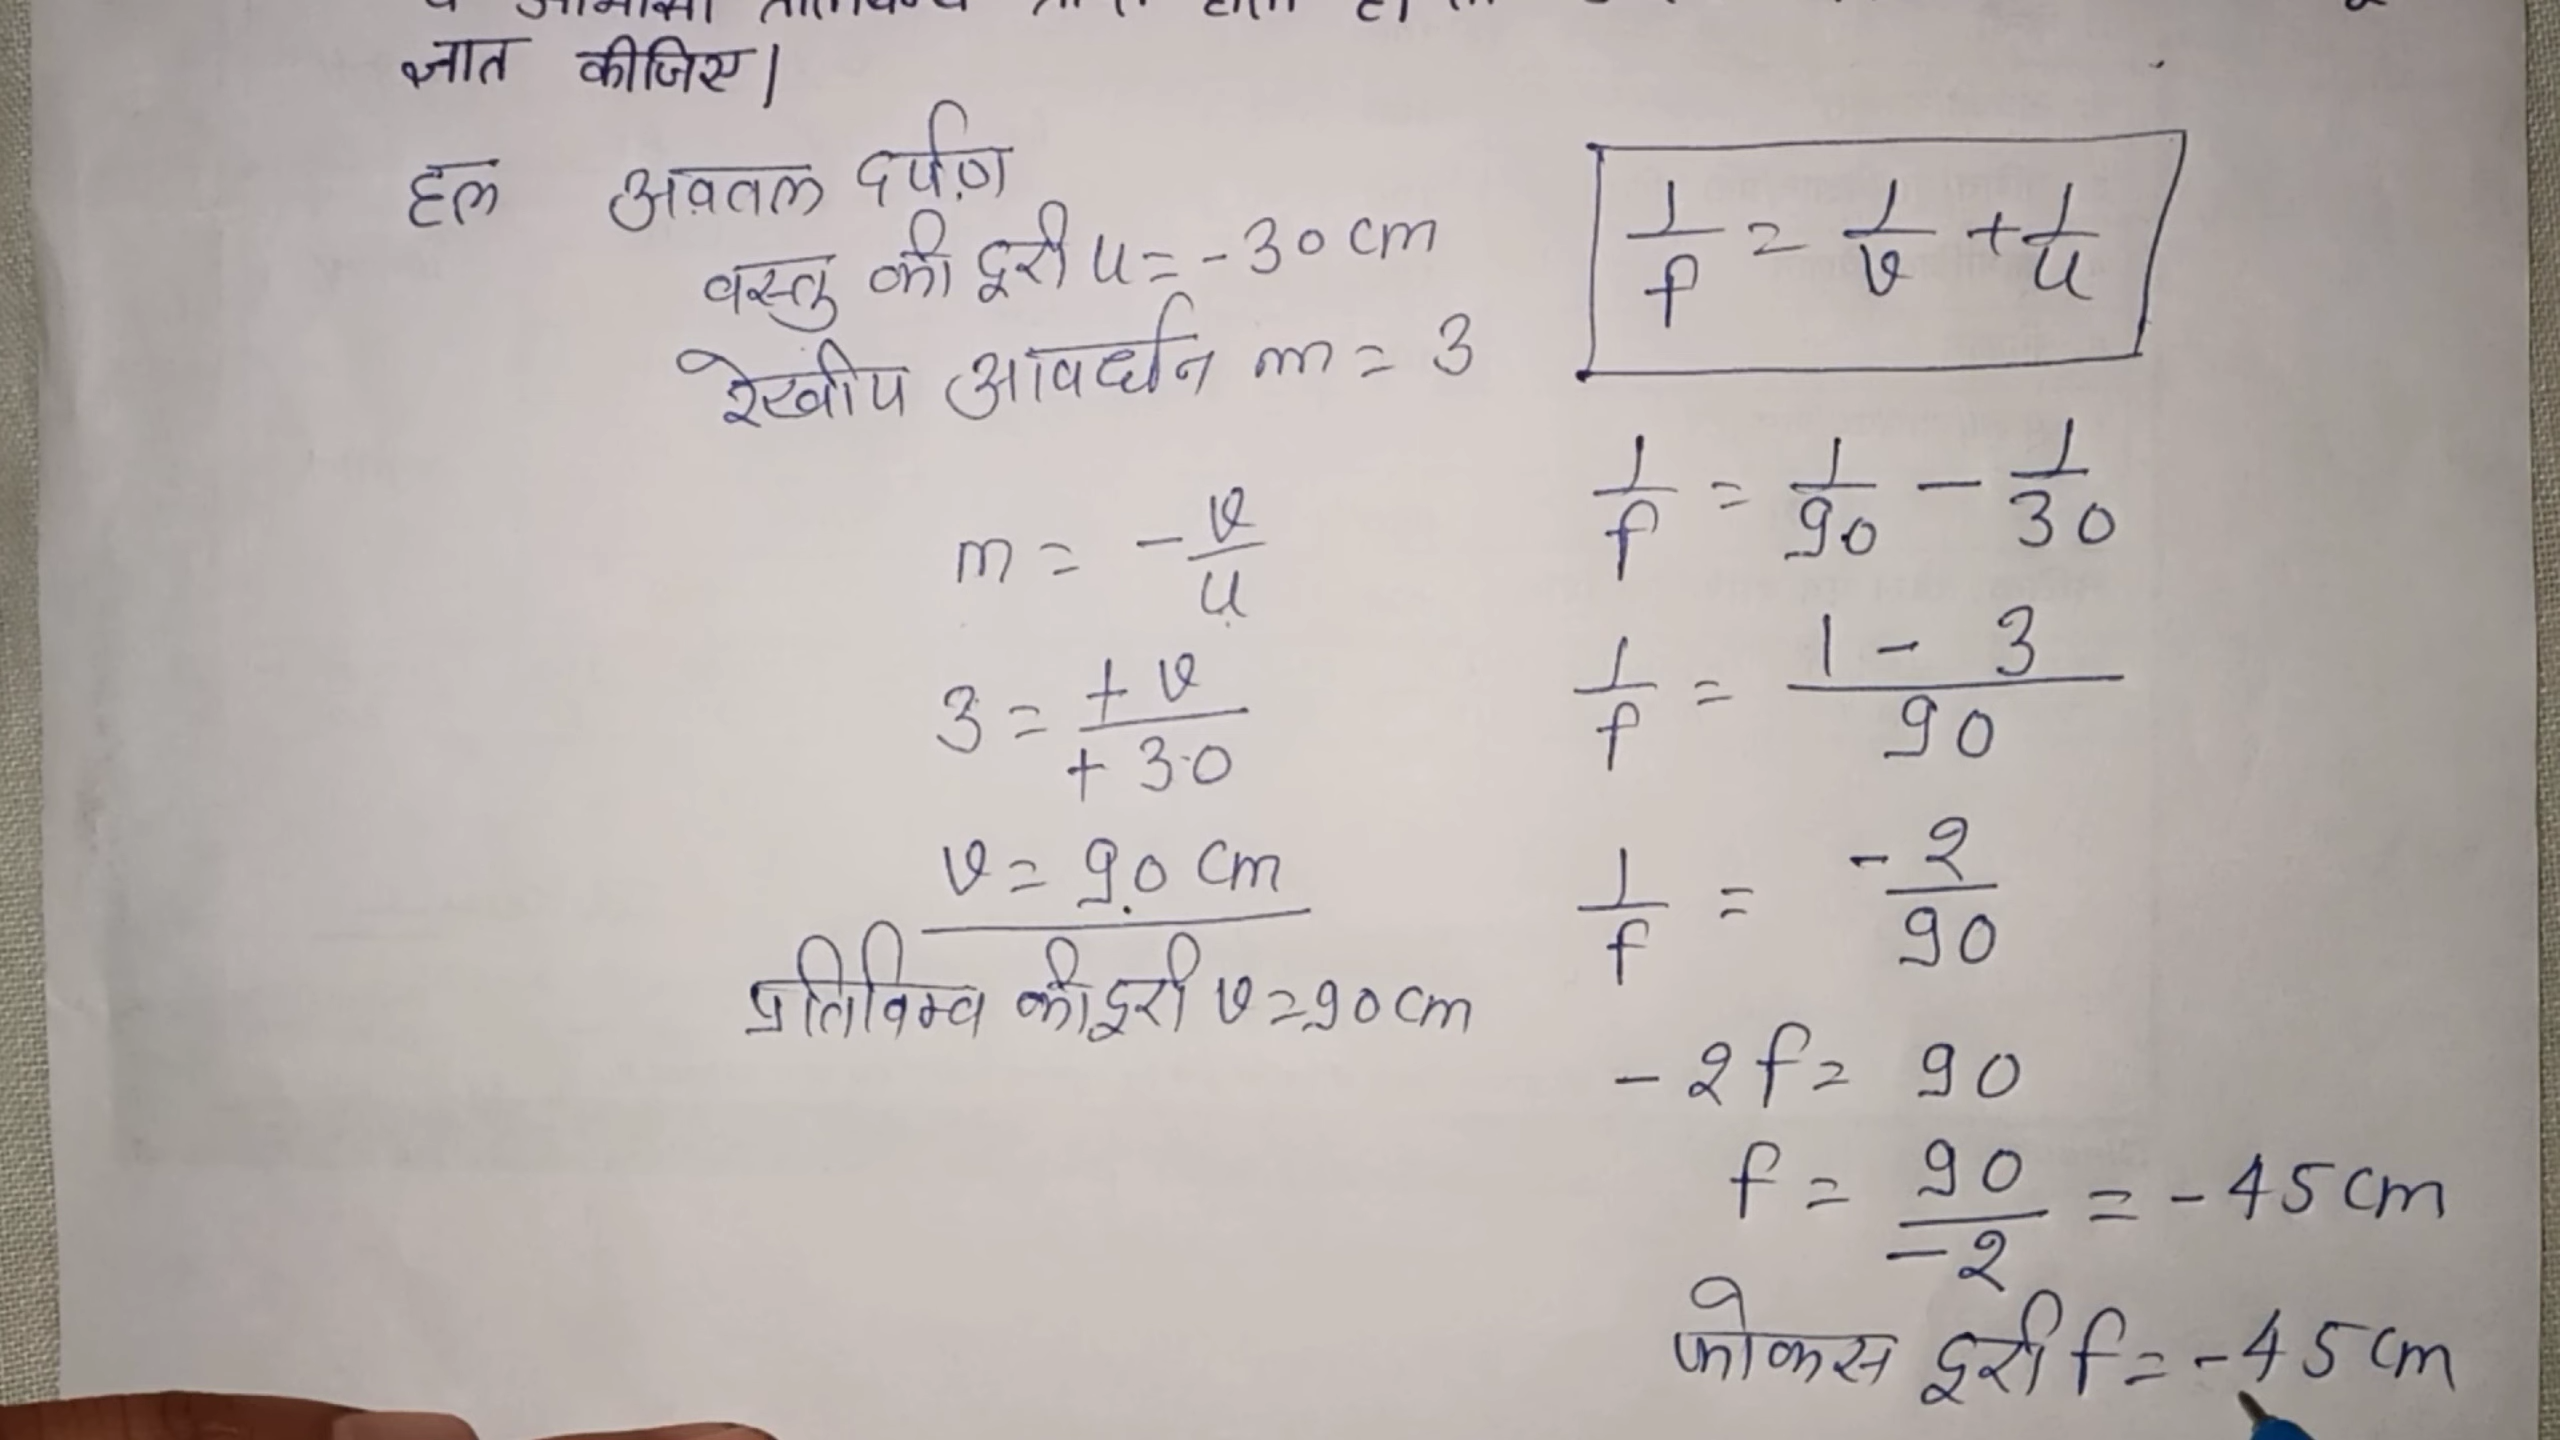 ज्ञात कीजिए।
हल अवतल दर्पण
वस्तु की दूरी u = - 30 cm
रेखीय आवर्धन m = 3
m = - v/u
3 = + v / + 30
v = 90 cm
प्रतिविम्व की दूरी v = 90 cm
1/f = 1/v + 1/u
1/f = 1/90 - 1/30
1/f = 1 - 3 / 90
1/f = - 2/90
- 2f = 90
f = 90/-2 = - 45 cm
फोकस दूरी f = - 45 cm